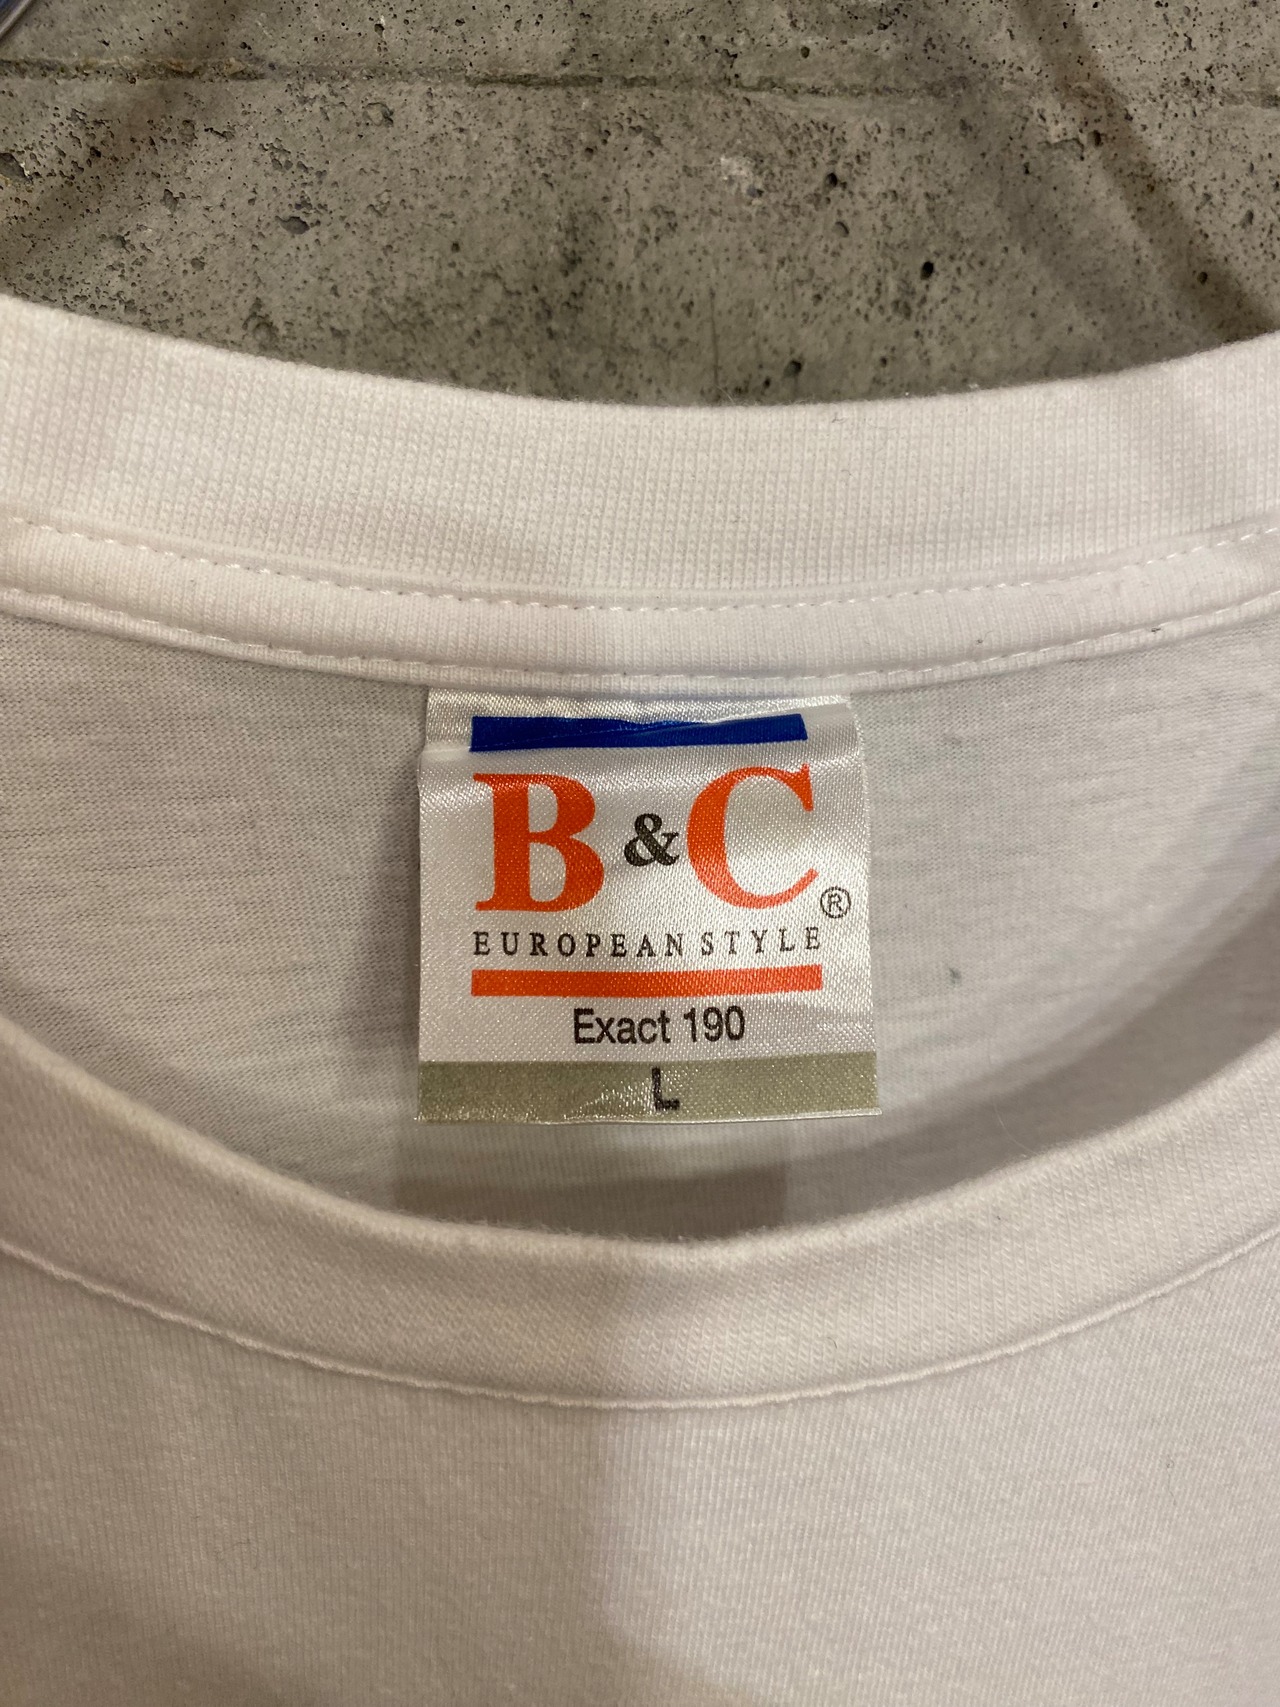 B&C®
EUROPEAN STYLE
Exact 190
L